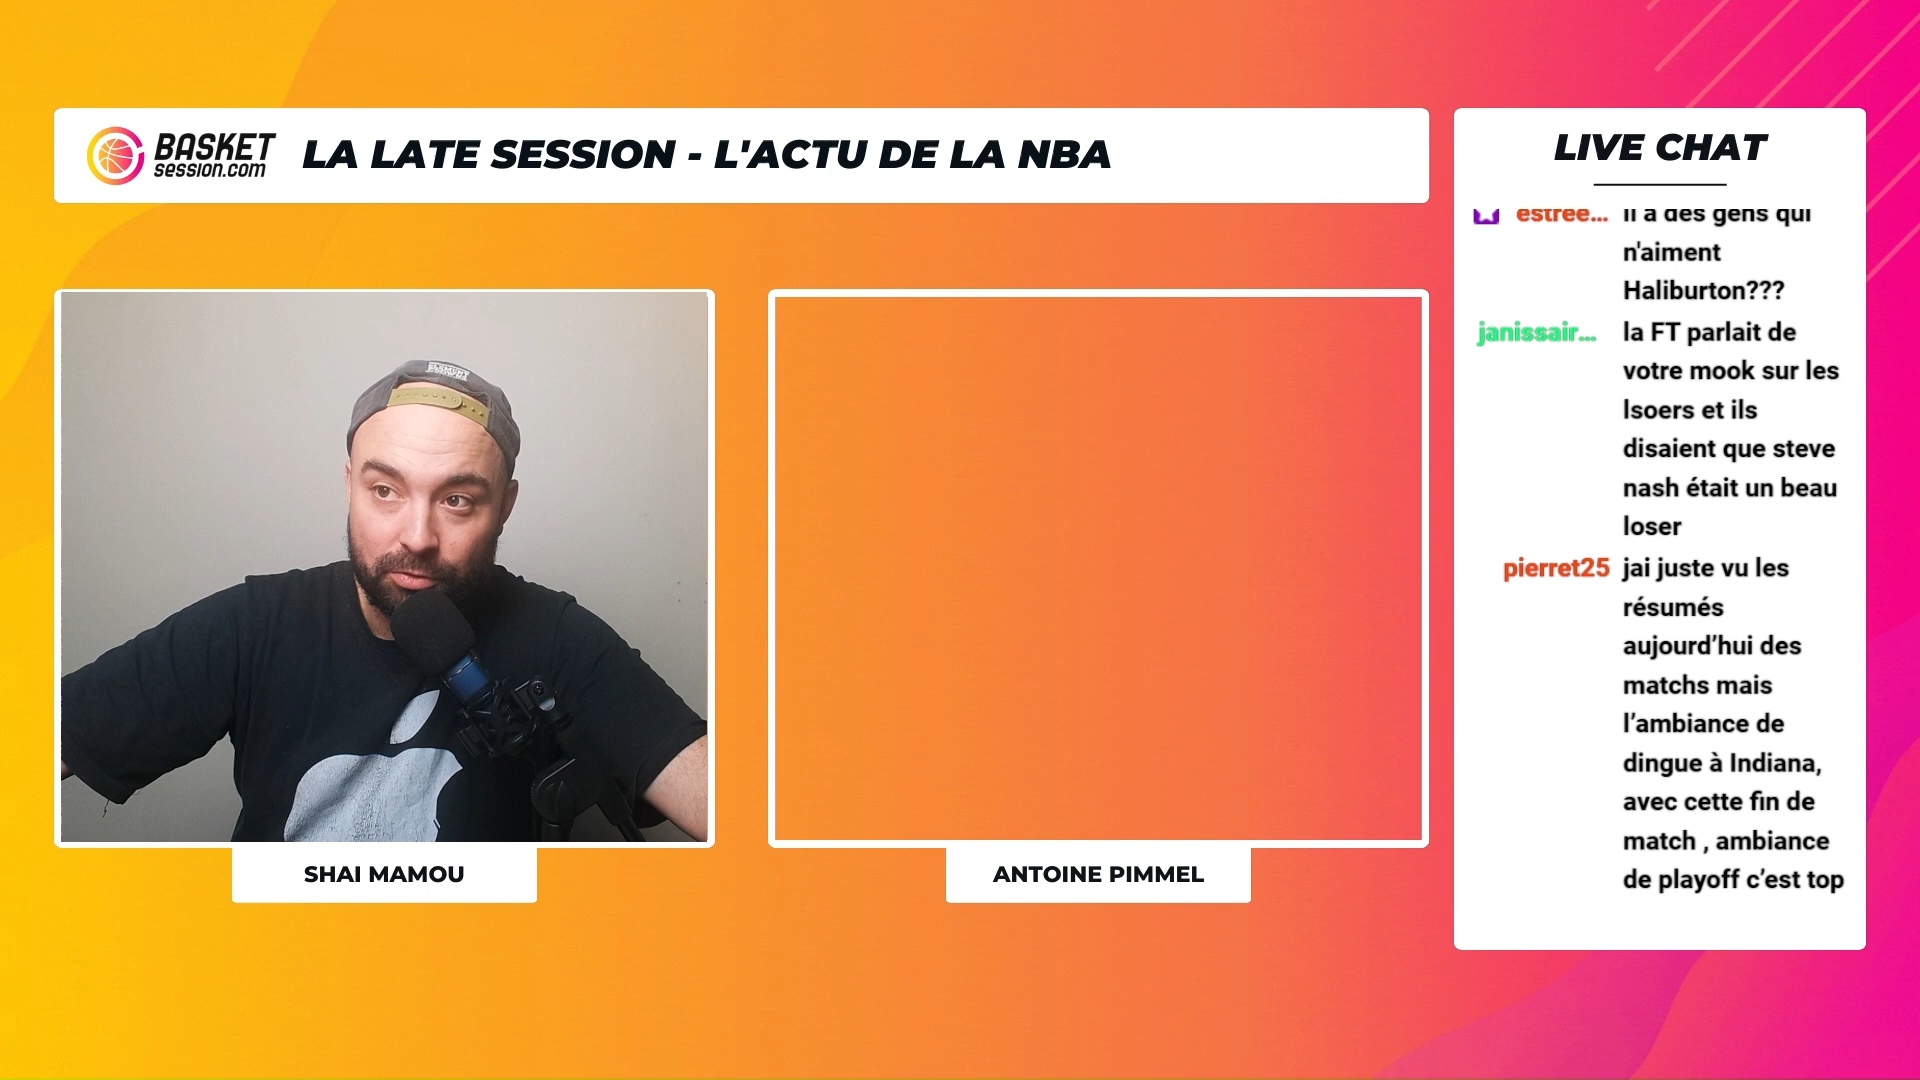 BASKET
SESSION.COM
LA LATE SESSION - L'ACTU DE LA NBA
LIVE CHAT
estree... il a des gens qui
n'aiment
Haliburton???
janissair... la FT parlait de
votre mook sur les
lsoers et ils
disaient que steve
nash était un beau
loser
pierret25 jai juste vu les
résumés
aujourd’hui des
matchs mais
l’ambiance de
dingue à Indiana,
avec cette fin de
match , ambiance
de playoff c’est top
ELEMENT
SHAI MAMOU
ANTOINE PIMMEL